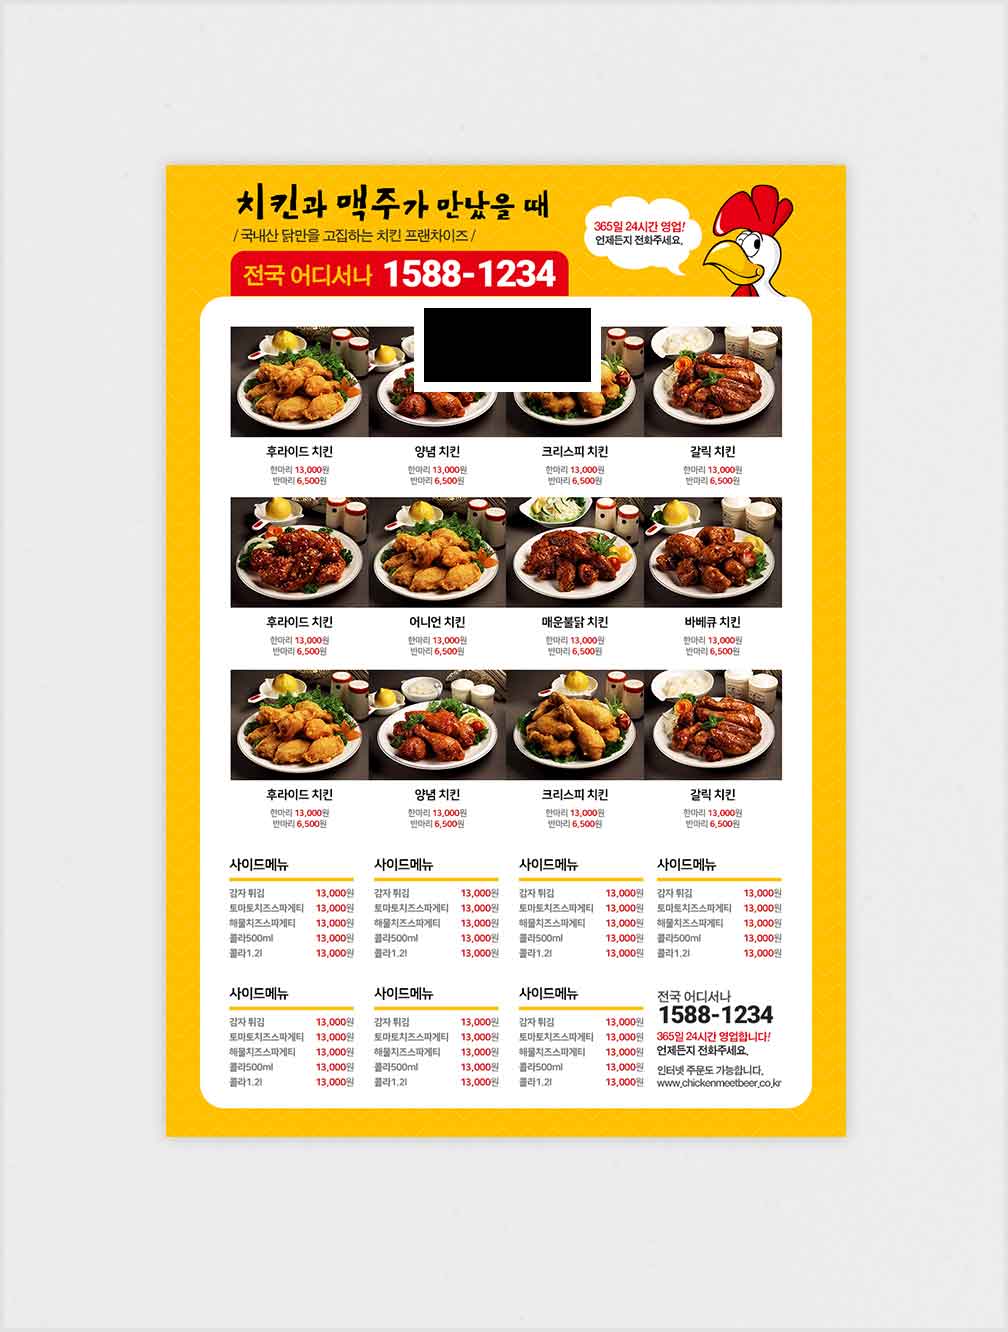 치킨과 맥주가 만났을 때
/ 국내산 닭만을 고집하는 치킨 프랜차이즈 /
전국 어디서나 1588-1234
365일 24시간 영업!
언제든지 전화주세요.
후라이드 치킨 양념 치킨 크리스피 치킨 갈릭 치킨
한마리 13,000원 한마리 13,000원 한마리 13,000원 한마리 13,000원
반마리 6,500원 반마리 6,500원 반마리 6,500원 반마리 6,500원
후라이드 치킨 어니언 치킨 매운불닭 치킨 바베큐 치킨
한마리 13,000원 한마리 13,000원 한마리 13,000원 한마리 13,000원
반마리 6,500원 반마리 6,500원 반마리 6,500원 반마리 6,500원
후라이드 치킨 양념 치킨 크리스피 치킨 갈릭 치킨
한마리 13,000원 한마리 13,000원 한마리 13,000원 한마리 13,000원
반마리 6,500원 반마리 6,500원 반마리 6,500원 반마리 6,500원
사이드메뉴 사이드메뉴 사이드메뉴 사이드메뉴
감자 튀김 13,000원 감자 튀김 13,000원 감자 튀김 13,000원 감자 튀김 13,000원
토마토치즈스파게티 13,000원 토마토치즈스파게티 13,000원 토마토치즈스파게티 13,000원 토마토치즈스파게티 13,000원
해물치즈스파게티 13,000원 해물치즈스파게티 13,000원 해물치즈스파게티 13,000원 해물치즈스파게티 13,000원
콜라500ml 13,000원 콜라500ml 13,000원 콜라500ml 13,000원 콜라500ml 13,000원
콜라1.2l 13,000원 콜라1.2l 13,000원 콜라1.2l 13,000원 콜라1.2l 13,000원
사이드메뉴 사이드메뉴 사이드메뉴
감자 튀김 13,000원 감자 튀김 13,000원 감자 튀김 13,000원
토마토치즈스파게티 13,000원 토마토치즈스파게티 13,000원 토마토치즈스파게티 13,000원
해물치즈스파게티 13,000원 해물치즈스파게티 13,000원 해물치즈스파게티 13,000원
콜라500ml 13,000원 콜라500ml 13,000원 콜라500ml 13,000원
콜라1.2l 13,000원 콜라1.2l 13,000원 콜라1.2l 13,000원
전국 어디서나
1588-1234
365일 24시간 영업합니다!
언제든지 전화주세요.
인터넷 주문도 가능합니다.
www.chickenmeetbeer.co.kr